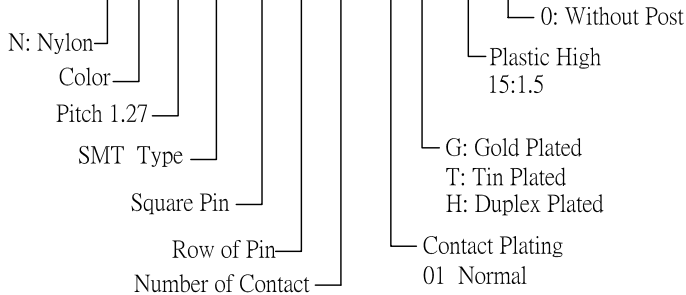 0: Without Post
N: Nylon
Plastic High
15:1.5
Color
Pitch 1.27
SMT Type
G: Gold Plated
T: Tin Plated
H: Duplex Plated
Square Pin
Row of Pin
Contact Plating
01 Normal
Number of Contact